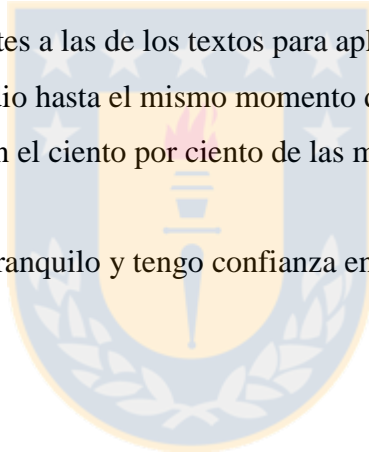 tes a las de los textos para apl
io hasta el mismo momento
n el ciento por ciento de las m
ranquilo y tengo confianza en